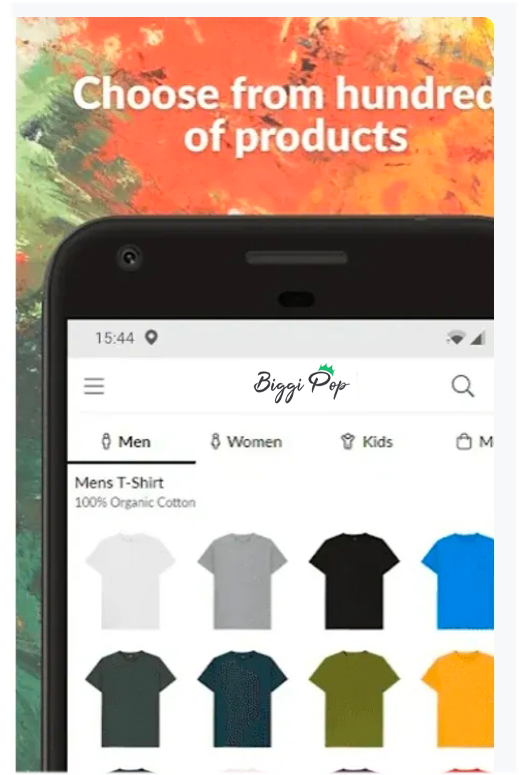 Choose from hundred
of products
15:44
Biggi Pop
Men
Women
Kids
M
Mens T-Shirt
100% Organic Cotton